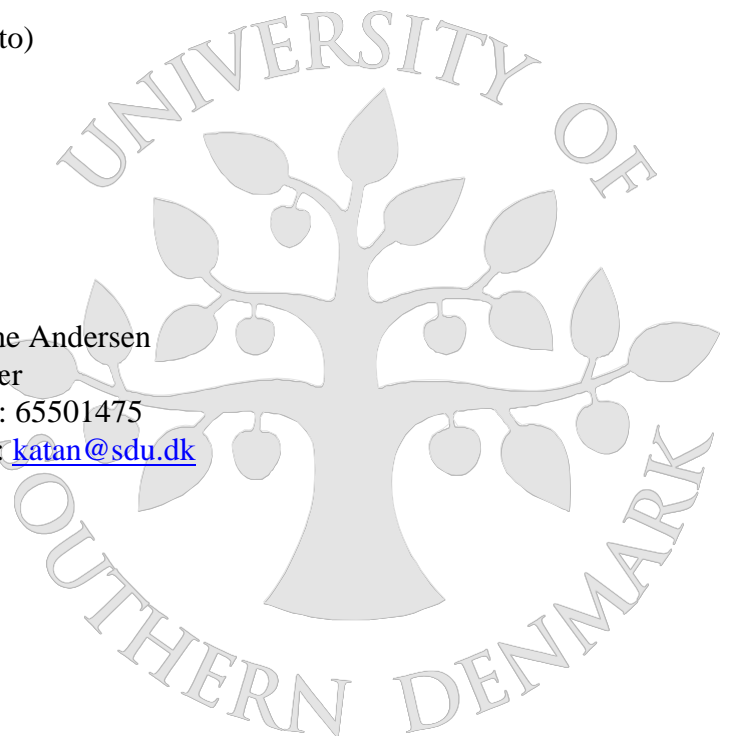 to)
ne Andersen
er
: 65501475
: katan@sdu.dk
UNIVERSITY OF
SOUTHERN DENMARK